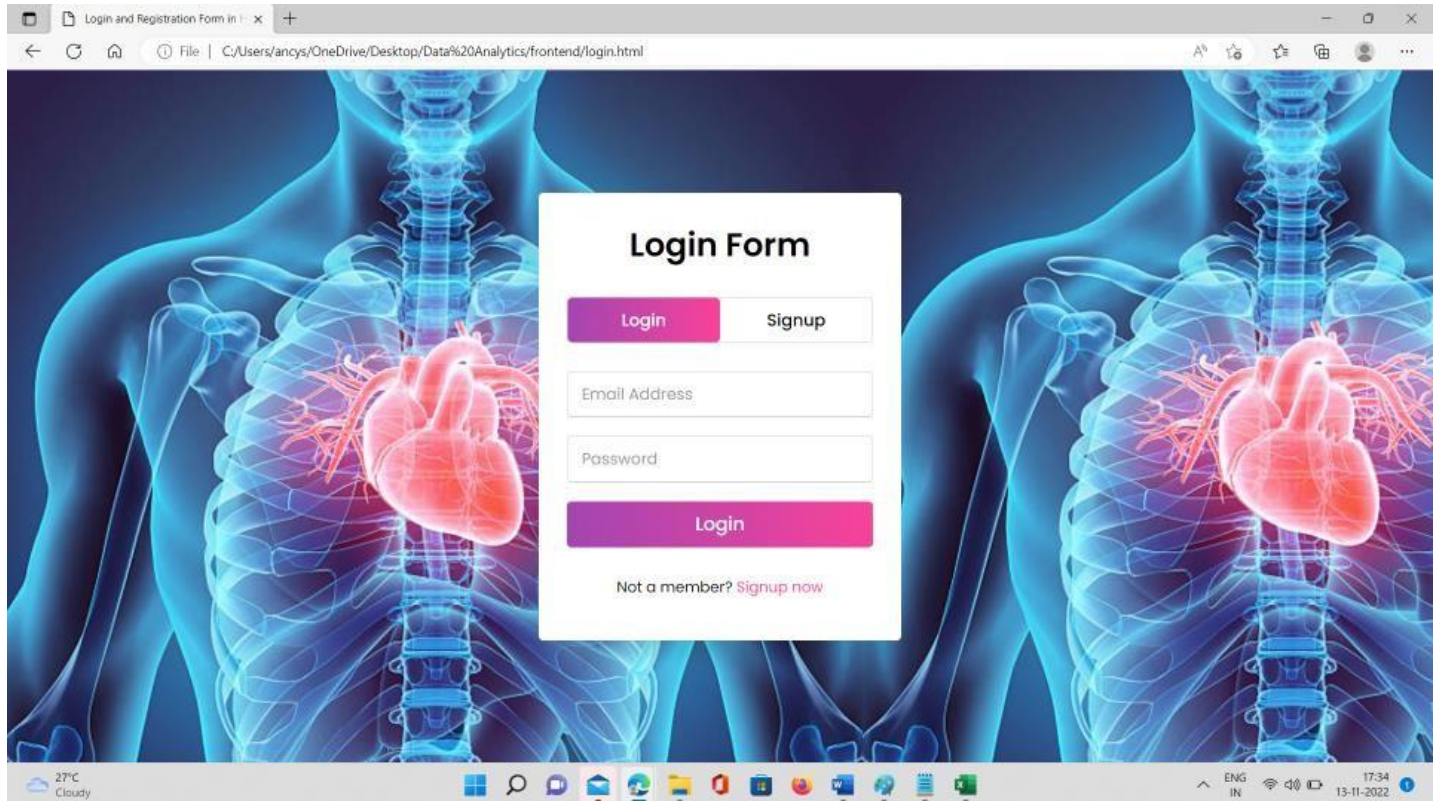 Login and Registration Form in
File | C:/Users/ancys/OneDrive/Desktop/Data%20Analytics/frontend/login.html
Login Form
Login Signup
Email Address
Password
Login
Not a member? Signup now
27°C
Cloudy
ENG
IN
17:34
13-11-2022
1